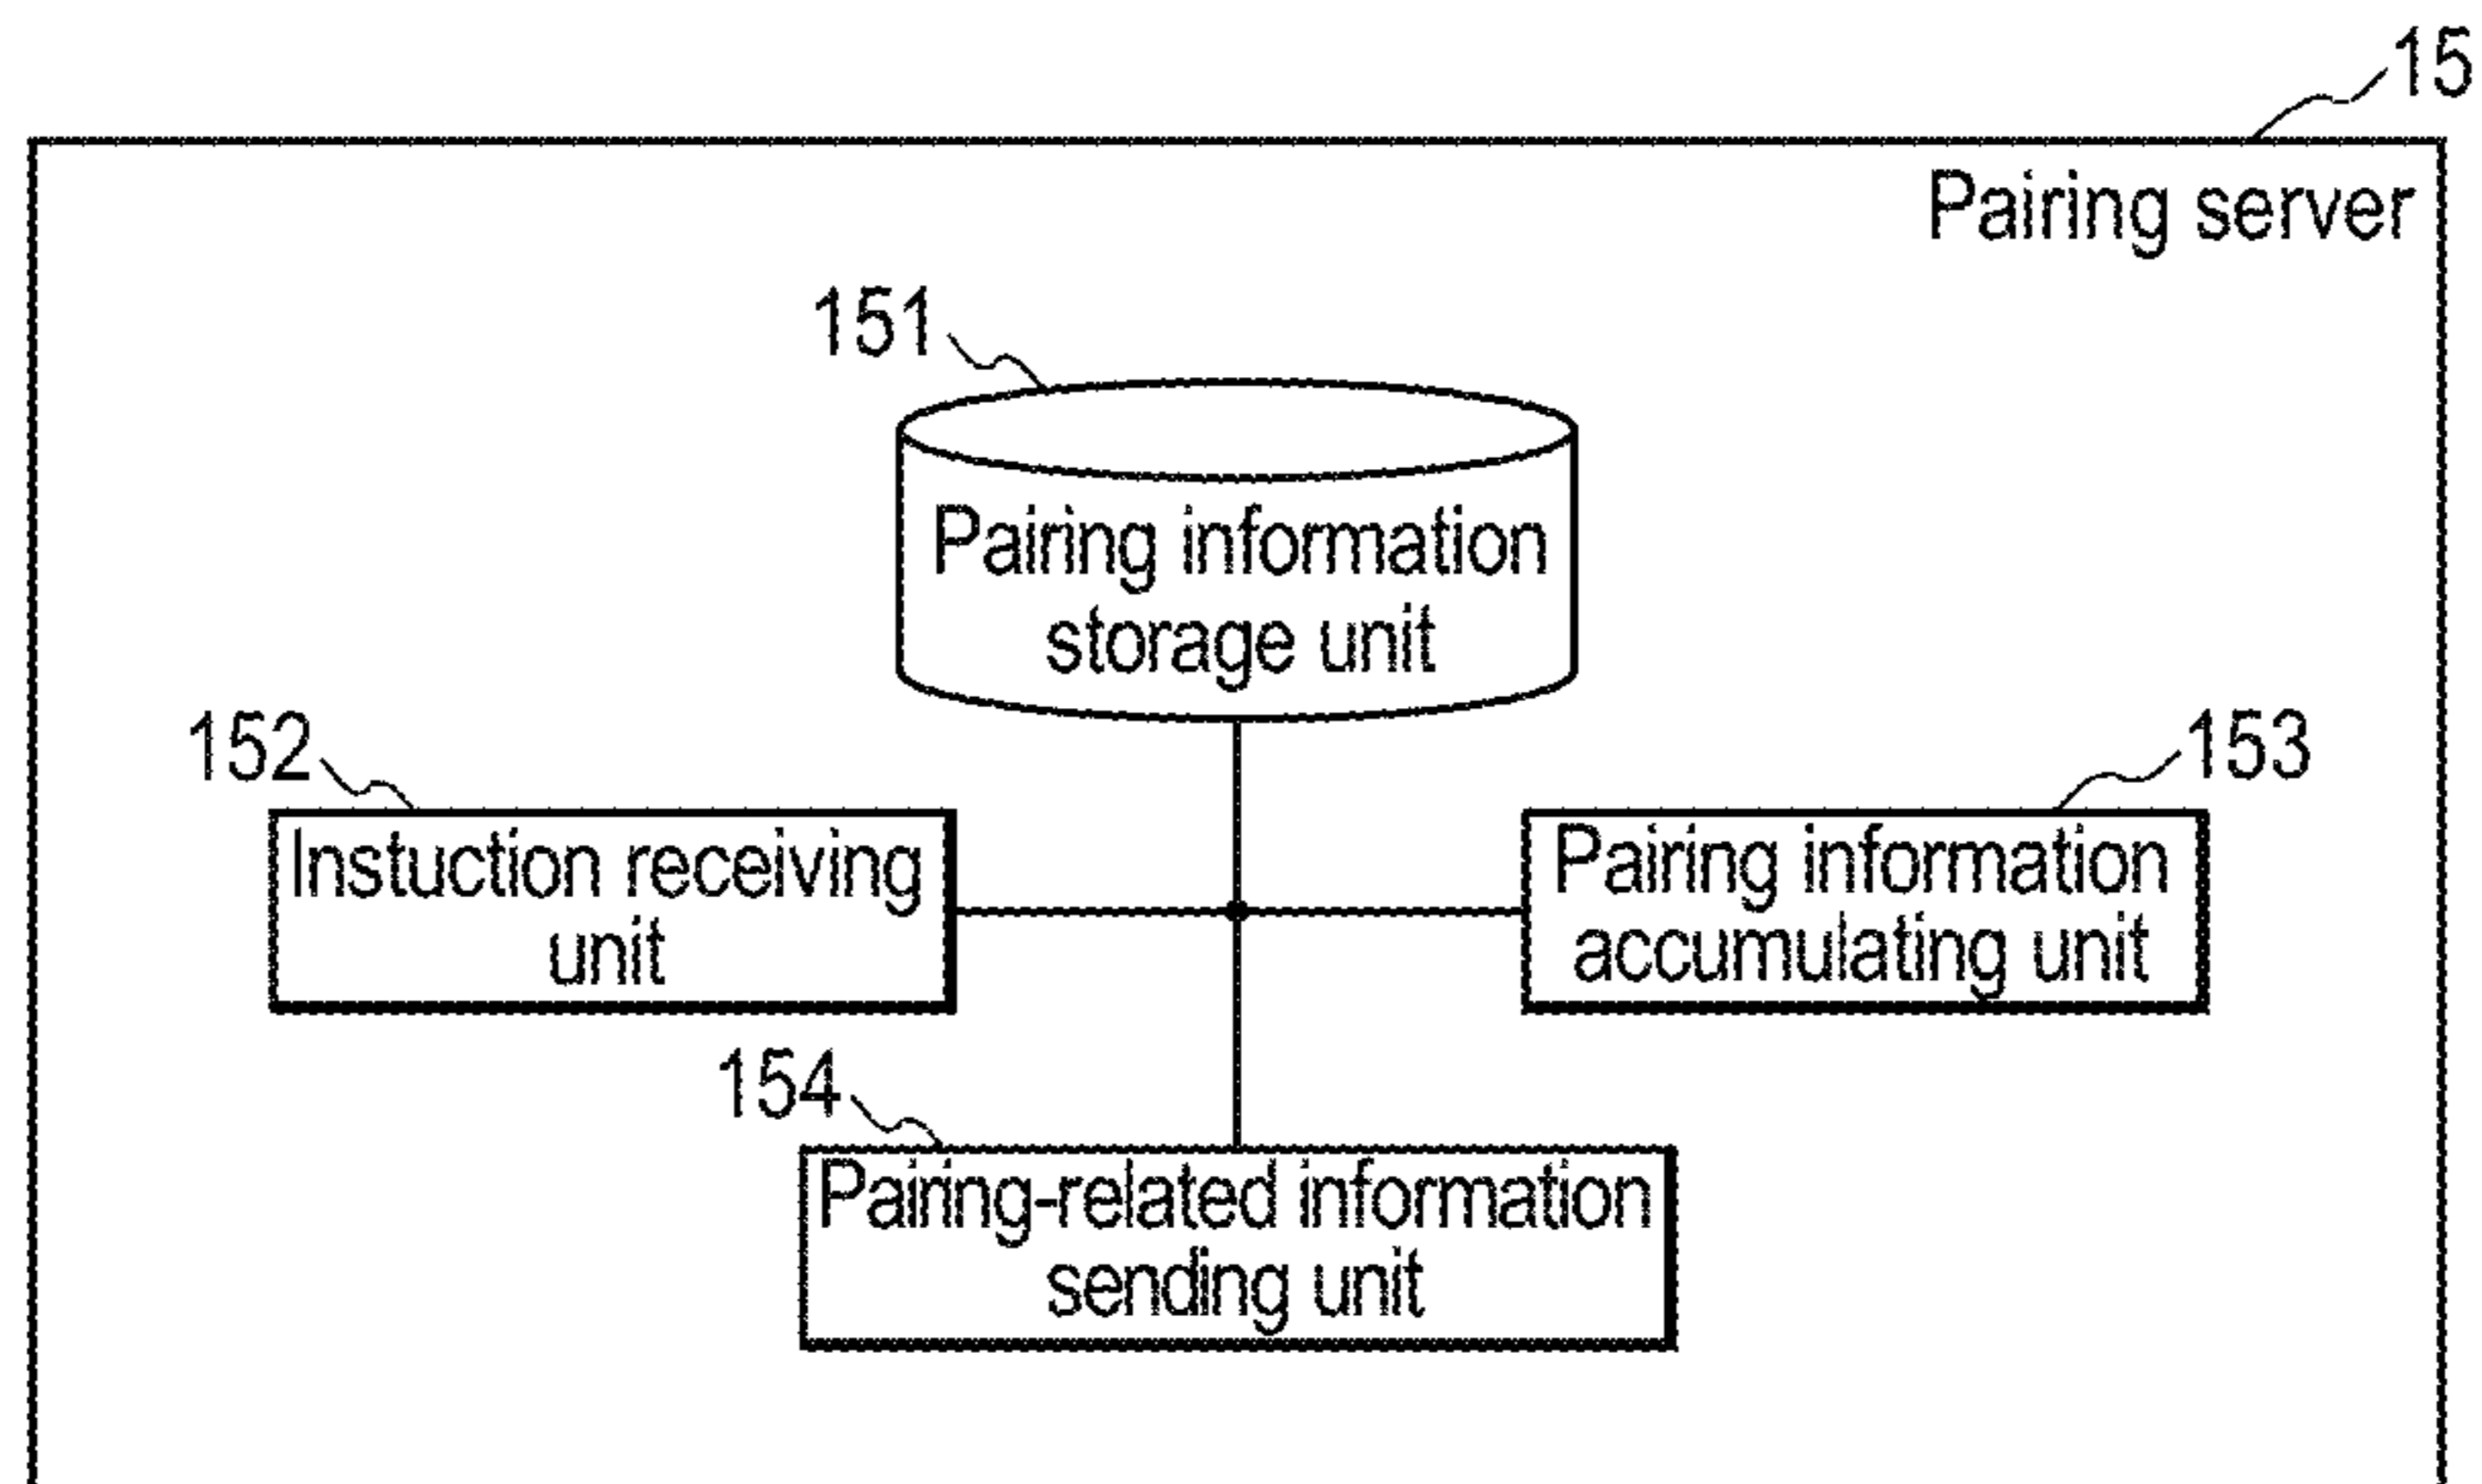 15
Pairing server
151
Pairing information
storage unit
152
153
Instuction receiving
unit
Pairing information
accumulating unit
154
Pairing-related information
sending unit